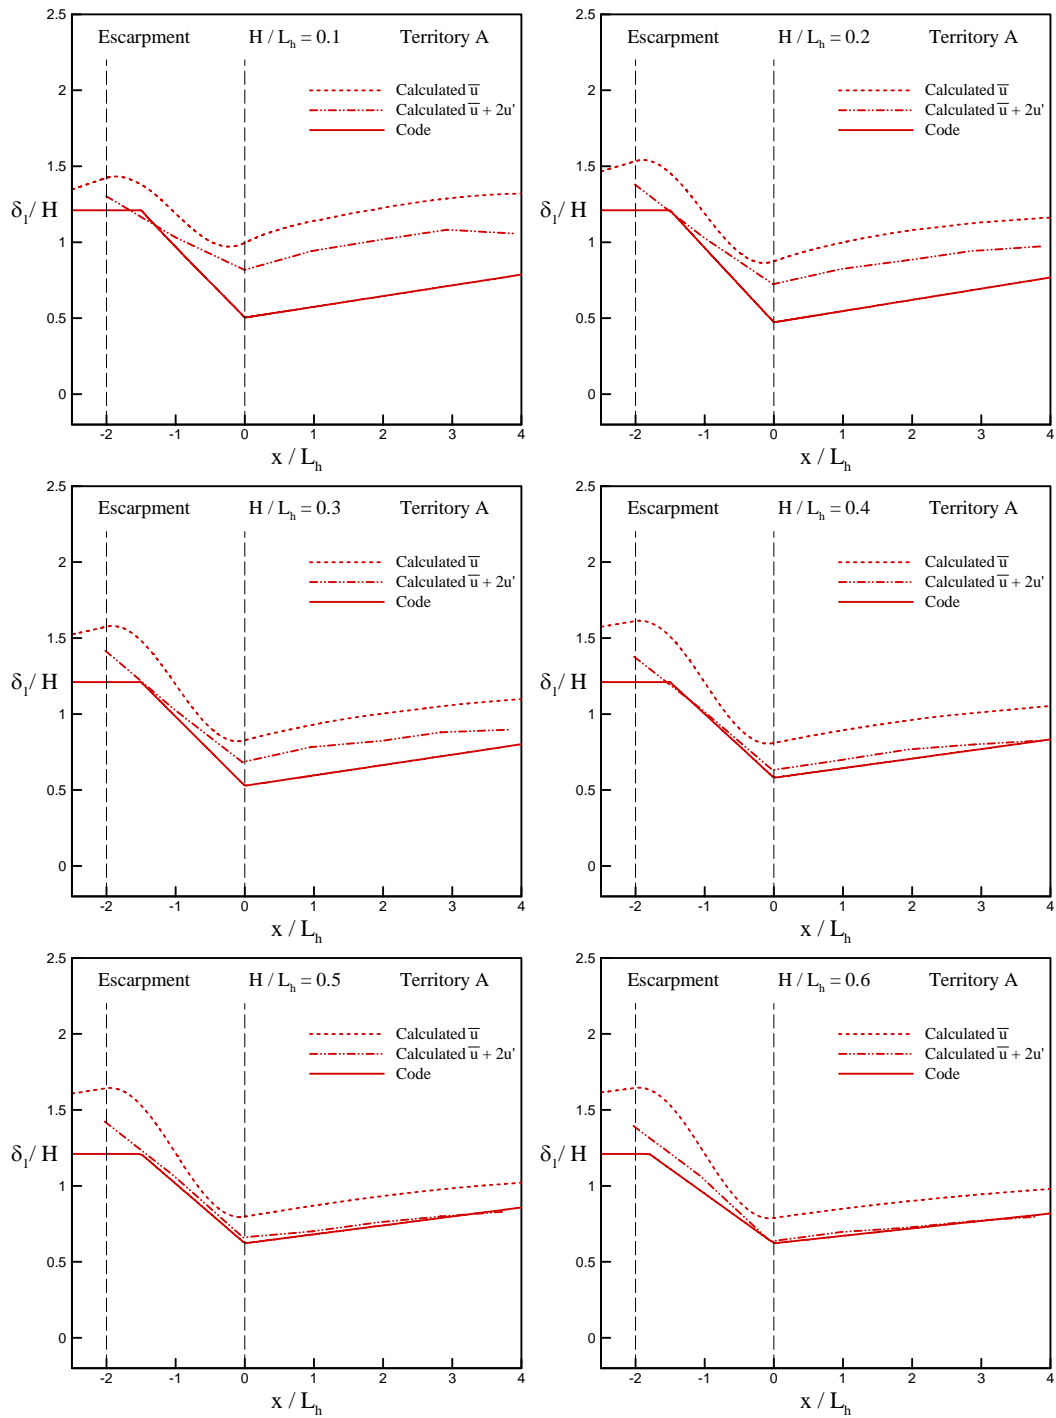 2.5
Escarpment H / Lₕ = 0.1 Territory A
2
Calculated u̅
Calculated u̅ + 2u'
Code
1.5
δ₁/ H
1
0.5
0
-2 -1 0 1 2 3 4
x / Lₕ
2.5
Escarpment H / Lₕ = 0.2 Territory A
2
Calculated u̅
Calculated u̅ + 2u'
Code
1.5
1
0.5
0
-2 -1 0 1 2 3 4
x / Lₕ
2.5
Escarpment H / Lₕ = 0.3 Territory A
2
Calculated u̅
Calculated u̅ + 2u'
Code
1.5
δ₁/ H
1
0.5
0
-2 -1 0 1 2 3 4
x / Lₕ
2.5
Escarpment H / Lₕ = 0.4 Territory A
2
Calculated u̅
Calculated u̅ + 2u'
Code
1.5
δ₁/ H
1
0.5
0
-2 -1 0 1 2 3 4
x / Lₕ
2.5
Escarpment H / Lₕ = 0.5 Territory A
2
Calculated u̅
Calculated u̅ + 2u'
Code
1.5
δ₁/ H
1
0.5
0
-2 -1 0 1 2 3 4
x / Lₕ
2.5
Escarpment H / Lₕ = 0.6 Territory A
2
Calculated u̅
Calculated u̅ + 2u'
Code
1.5
δ₁/ H
1
0.5
0
-2 -1 0 1 2 3 4
x / Lₕ